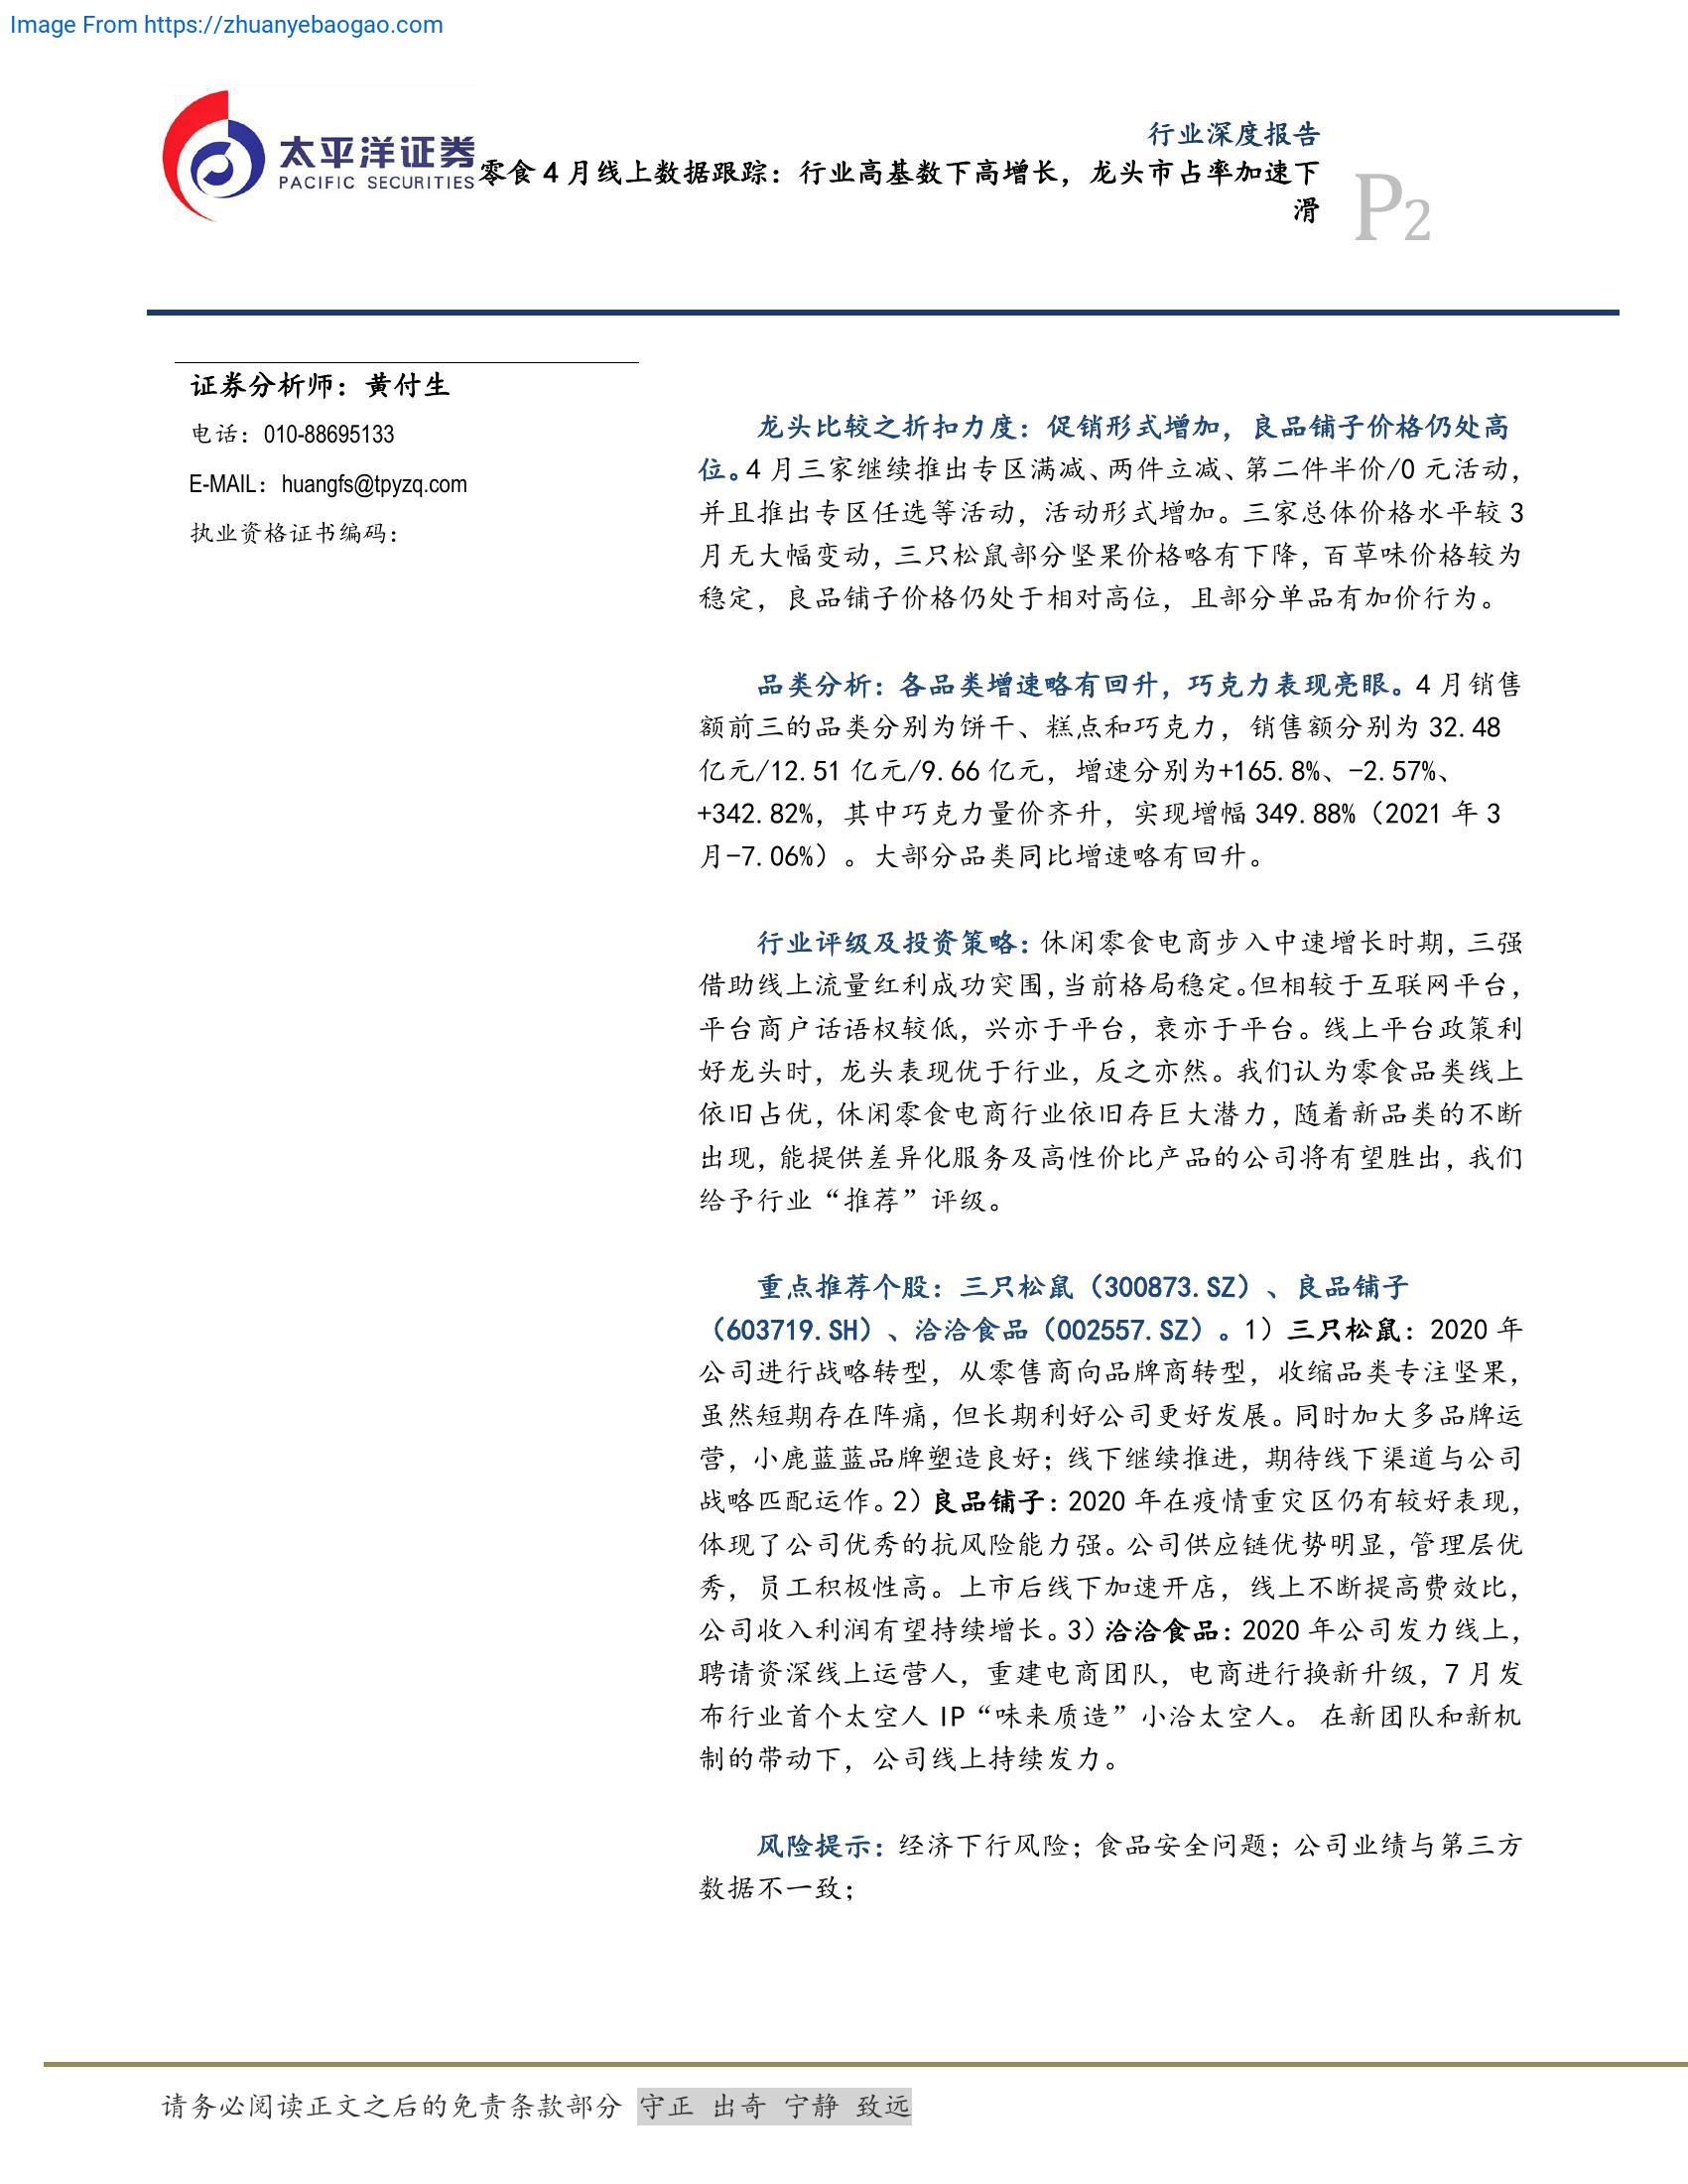 Image From https://zhuanyebaogao.com
太平洋证券
PACIFIC SECURITIES
行业深度报告
零食 4 月线上数据跟踪：行业高基数下高增长，龙头市占率加速下
滑
P2
证券分析师：黄付生
电话：010-88695133
E-MAIL：huangfs@tpyzq.com
执业资格证书编码：
龙头比较之折扣力度：促销形式增加，良品铺子价格仍处高
位。4 月三家继续推出专区满减、两件立减、第二件半价/0 元活动，
并且推出专区任选等活动，活动形式增加。三家总体价格水平较 3
月无大幅变动，三只松鼠部分坚果价格略有下降，百草味价格较为
稳定，良品铺子价格仍处于相对高位，且部分单品有加价行为。
品类分析：各品类增速略有回升，巧克力表现亮眼。4 月销售
额前三的品类分别为饼干、糕点和巧克力，销售额分别为 32.48
亿元/12.51 亿元/9.66 亿元，增速分别为+165.8%、-2.57%、
+342.82%，其中巧克力量价齐升，实现增幅 349.88%（2021 年 3
月-7.06%）。大部分品类同比增速略有回升。
行业评级及投资策略：休闲零食电商步入中速增长时期，三强
借助线上流量红利成功突围，当前格局稳定。但相较于互联网平台，
平台商户话语权较低，兴亦于平台，衰亦于平台。线上平台政策利
好龙头时，龙头表现优于行业，反之亦然。我们认为零食品类线上
依旧占优，休闲零食电商行业依旧存巨大潜力，随着新品类的不断
出现，能提供差异化服务及高性价比产品的公司将有望胜出，我们
给予行业“推荐”评级。
重点推荐个股：三只松鼠（300873.SZ）、良品铺子
（603719.SH）、洽洽食品（002557.SZ）。1）三只松鼠：2020 年
公司进行战略转型，从零售商向品牌商转型，收缩品类专注坚果，
虽然短期存在阵痛，但长期利好公司更好发展。同时加大多品牌运
营，小鹿蓝蓝品牌塑造良好；线下继续推进，期待线下渠道与公司
战略匹配运作。2）良品铺子：2020 年在疫情重灾区仍有较好表现，
体现了公司优秀的抗风险能力强。公司供应链优势明显，管理层优
秀，员工积极性高。上市后线下加速开店，线上不断提高费效比，
公司收入利润有望持续增长。3）洽洽食品：2020 年公司发力线上，
聘请资深线上运营人，重建电商团队，电商进行换新升级，7 月发
布行业首个太空人 IP“味来质造”小洽太空人。 在新团队和新机
制的带动下，公司线上持续发力。
风险提示：经济下行风险；食品安全问题；公司业绩与第三方
数据不一致；
请务必阅读正文之后的免责条款部分 守正 出奇 宁静 致远